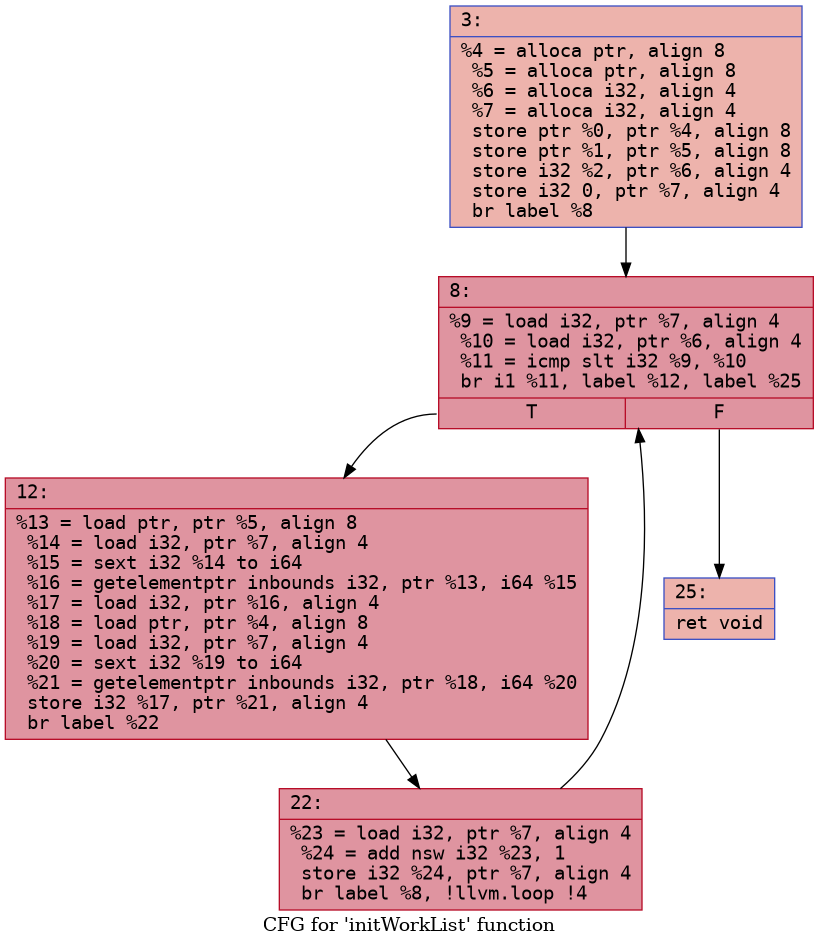 3:
%4 = alloca ptr, align 8
%5 = alloca ptr, align 8
%6 = alloca i32, align 4
%7 = alloca i32, align 4
store ptr %0, ptr %4, align 8
store ptr %1, ptr %5, align 8
store i32 %2, ptr %6, align 4
store i32 0, ptr %7, align 4
br label %8
8:
%9 = load i32, ptr %7, align 4
%10 = load i32, ptr %6, align 4
%11 = icmp slt i32 %9, %10
br i1 %11, label %12, label %25
T F
12:
%13 = load ptr, ptr %5, align 8
%14 = load i32, ptr %7, align 4
%15 = sext i32 %14 to i64
%16 = getelementptr inbounds i32, ptr %13, i64 %15
%17 = load i32, ptr %16, align 4
%18 = load ptr, ptr %4, align 8
%19 = load i32, ptr %7, align 4
%20 = sext i32 %19 to i64
%21 = getelementptr inbounds i32, ptr %18, i64 %20
store i32 %17, ptr %21, align 4
br label %22
25:
ret void
22:
%23 = load i32, ptr %7, align 4
%24 = add nsw i32 %23, 1
store i32 %24, ptr %7, align 4
br label %8, !llvm.loop !4
CFG for 'initWorkList' function